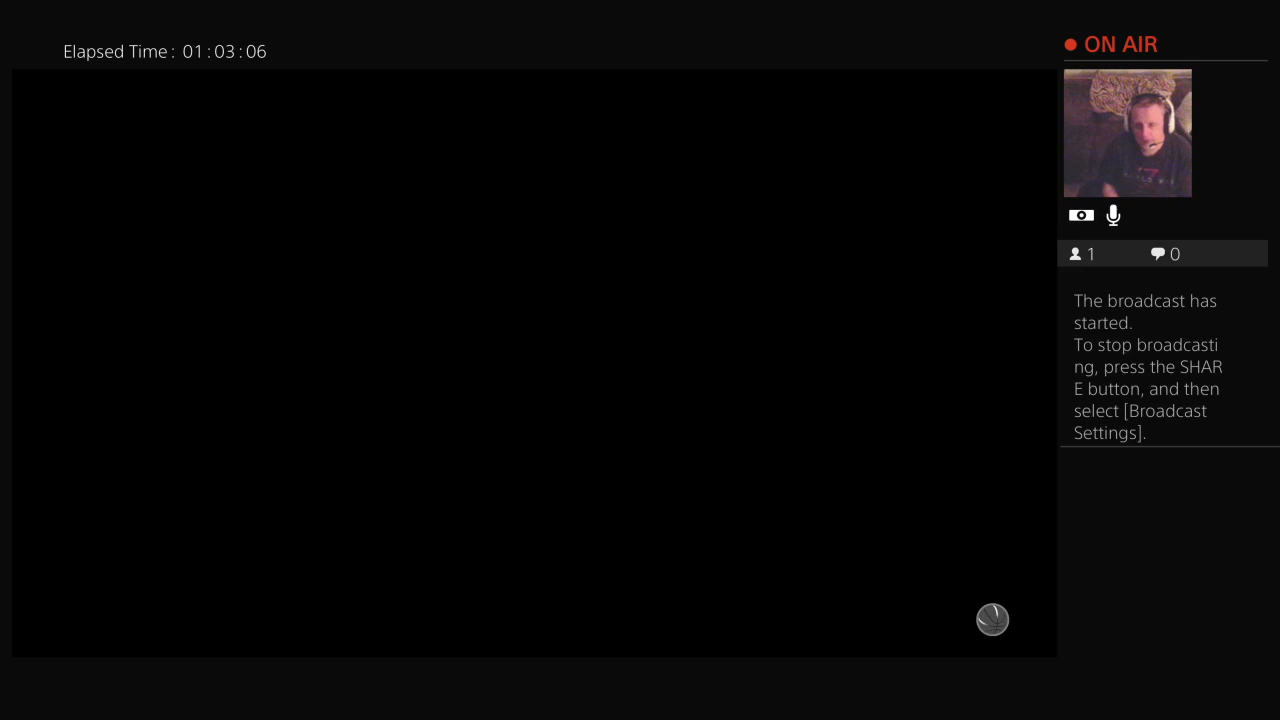 Elapsed Time : 01 : 03 : 06
ON AIR
1 0
The broadcast has
started.
To stop broadcasti
ng, press the SHAR
E button, and then
select [Broadcast
Settings].